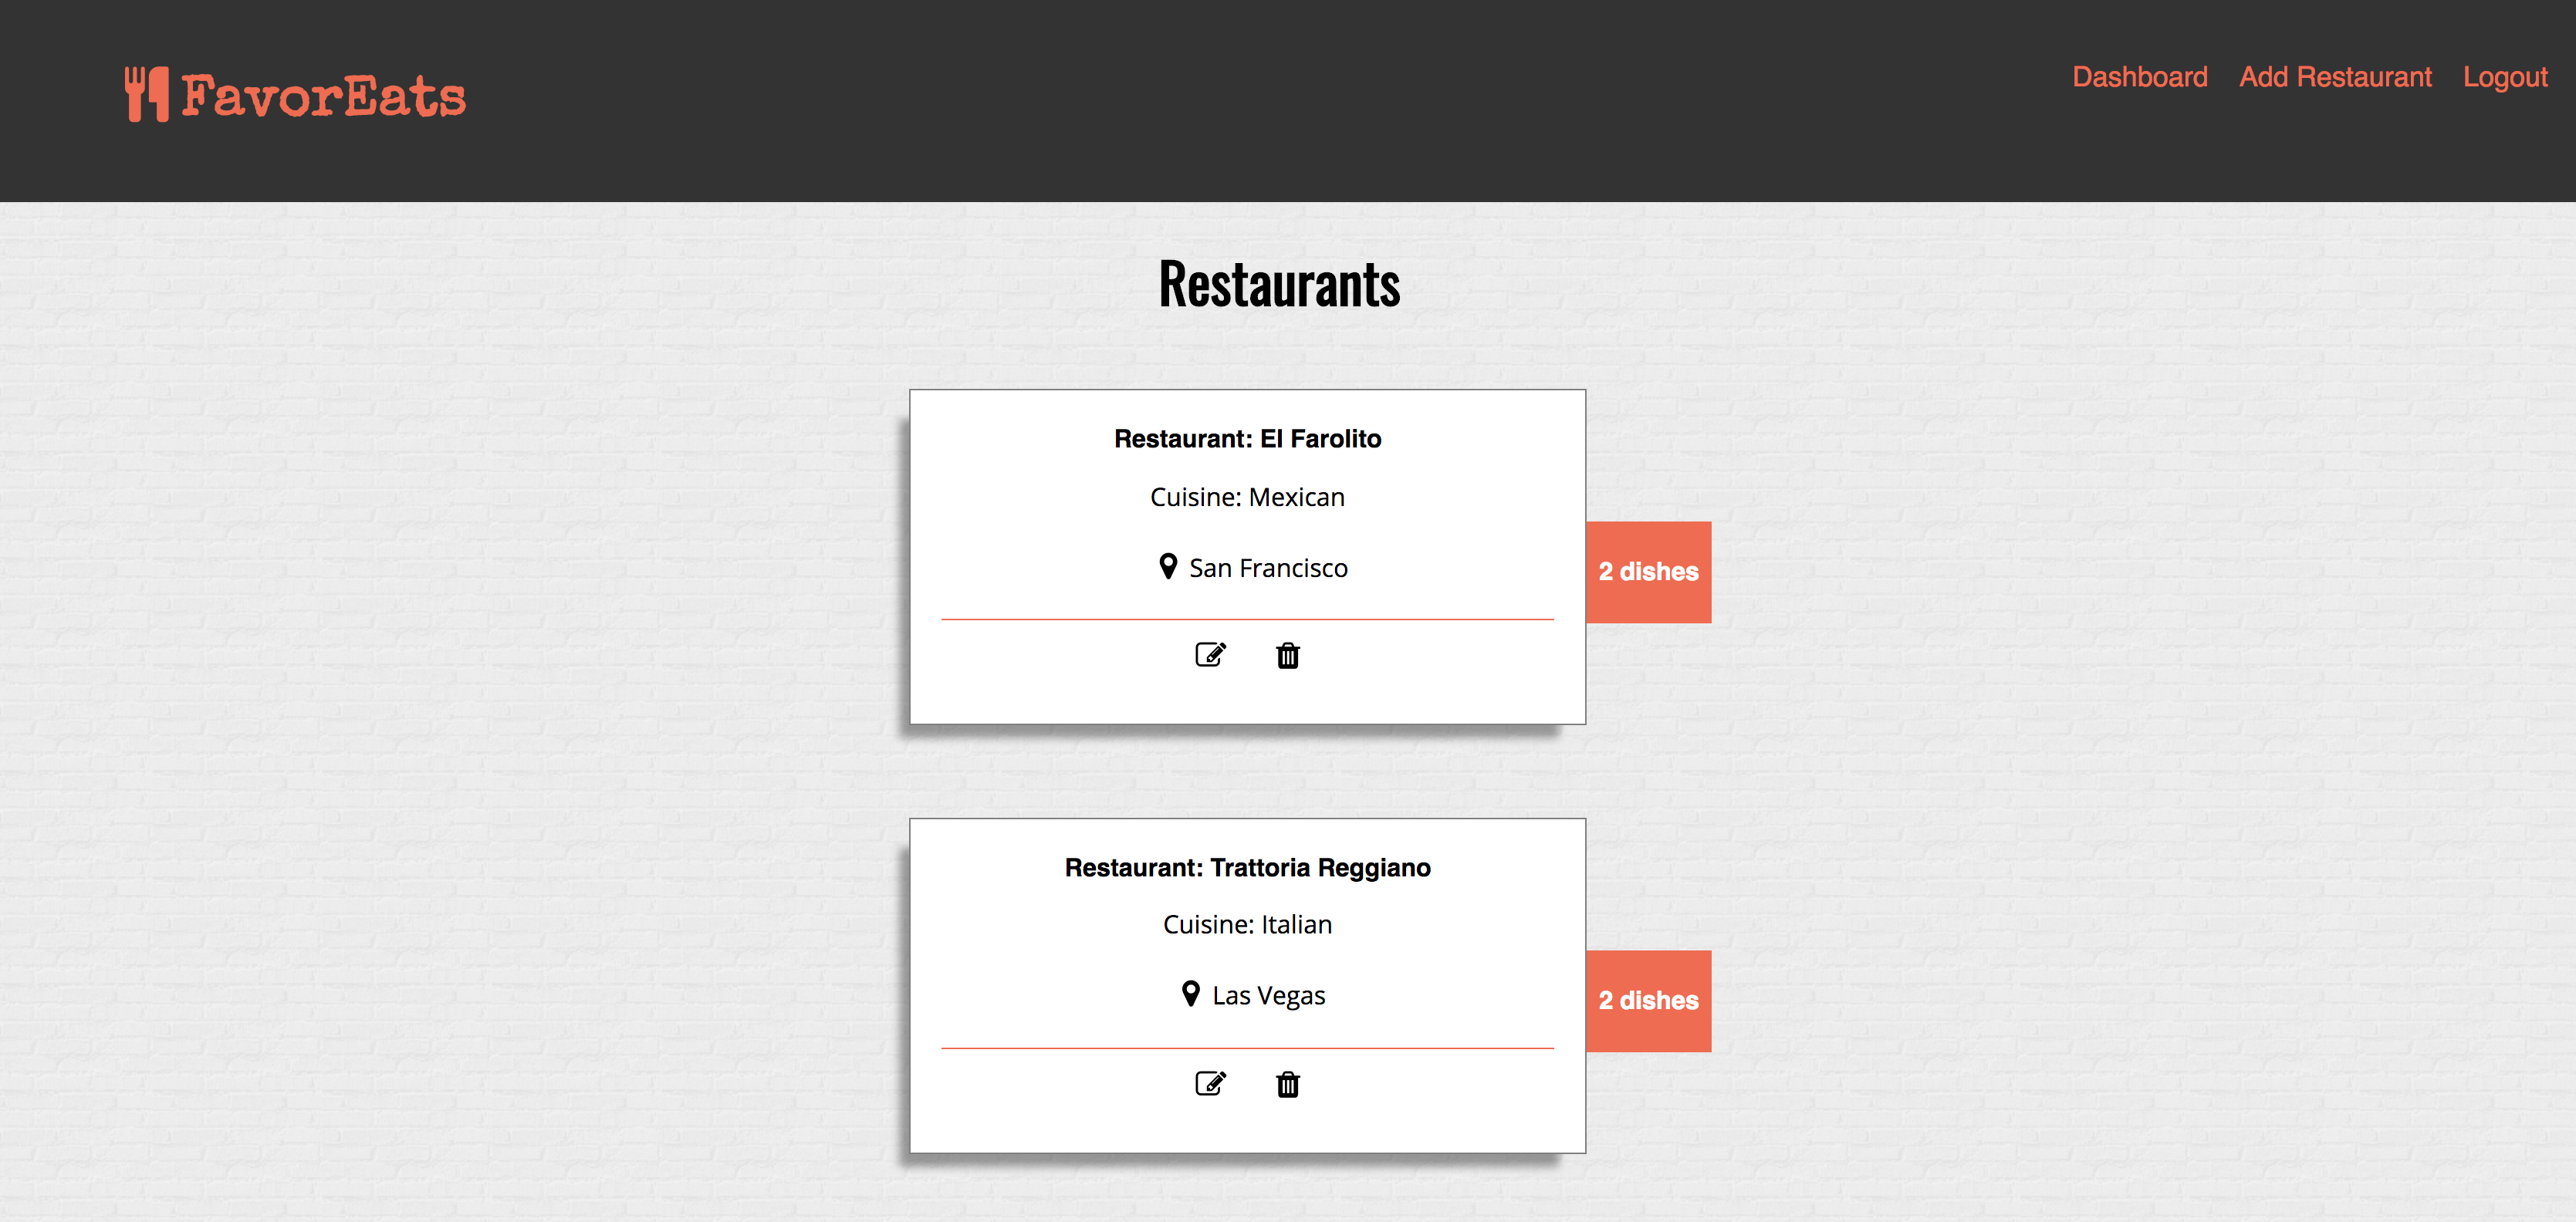 FavorEats
Dashboard Add Restaurant Logout
Restaurants
Restaurant: El Farolito
Cuisine: Mexican
San Francisco
2 dishes
Restaurant: Trattoria Reggiano
Cuisine: Italian
Las Vegas
2 dishes